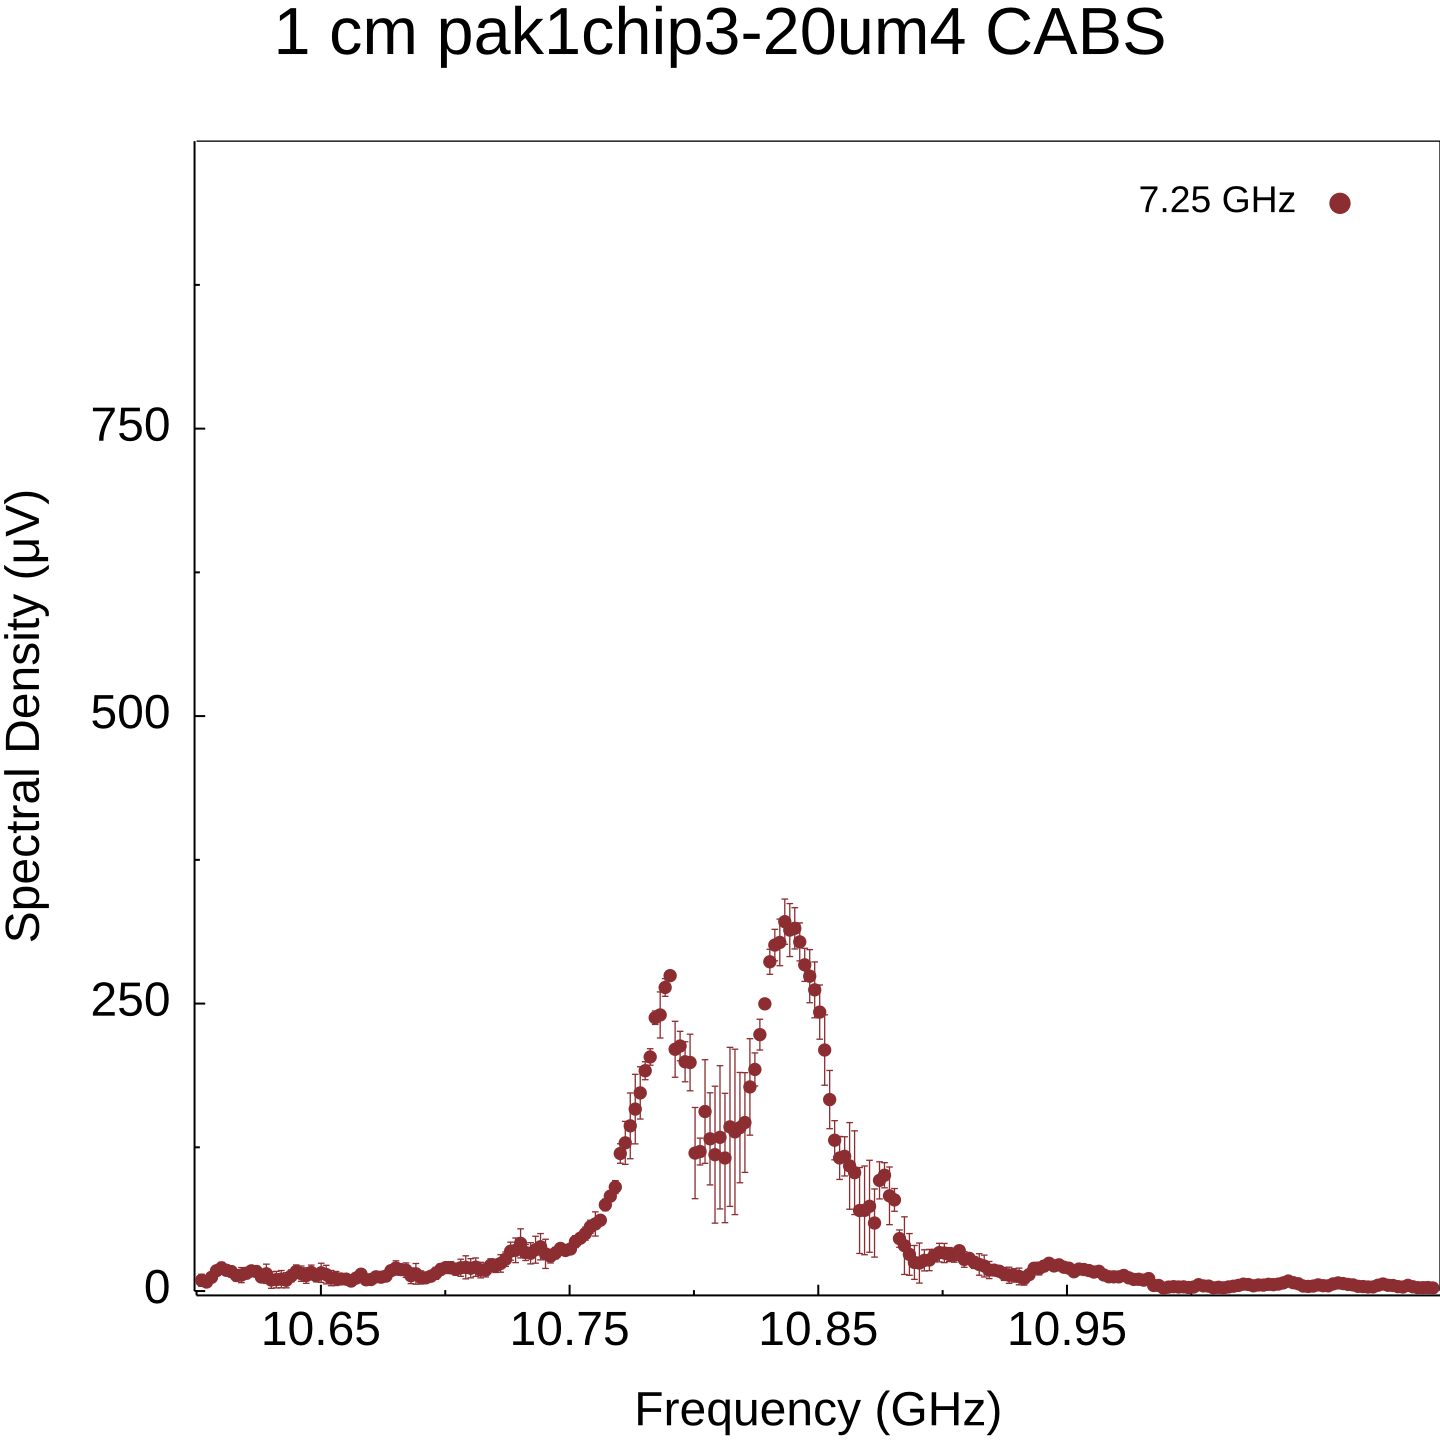 1 cm pak1chip3-20um4 CABS
7.25 GHz
750
500
250
0
Spectral Density (μV)
10.65 10.75 10.85 10.95
Frequency (GHz)